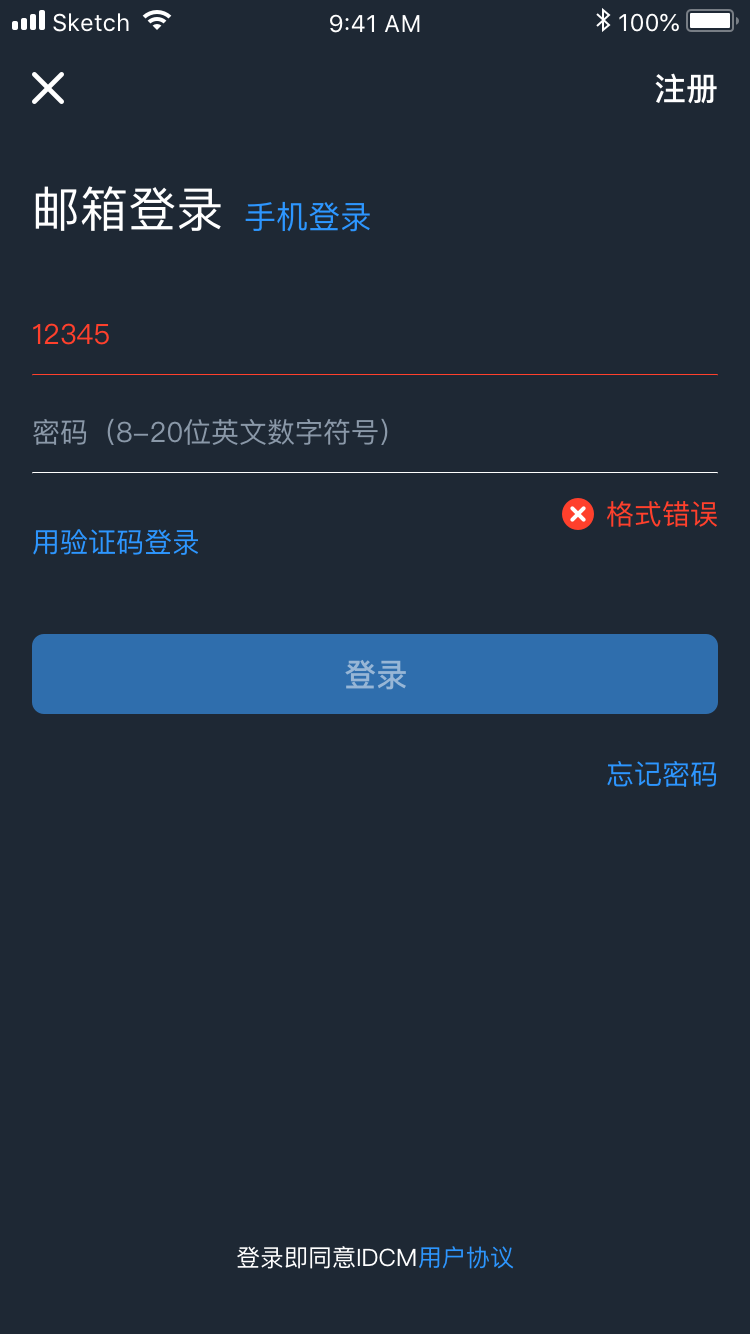 Sketch 9:41 AM 100%
注册
邮箱登录 手机登录
12345
密码（8-20位英文数字符号）
格式错误
用验证码登录
登录
忘记密码
登录即同意IDCM用户协议